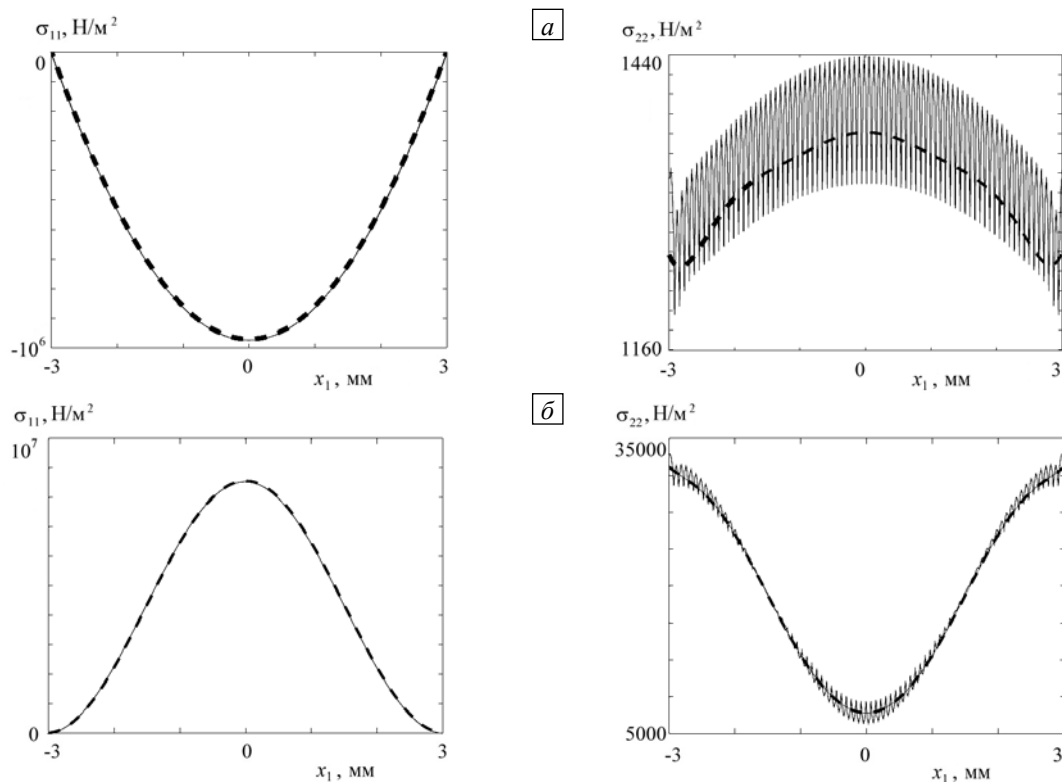 σ₁₁, Н/м²
а
σ₂₂, Н/м²
0
1440
-10⁶
1160
-3 0 3
-3 0 3
x₁, мм
x₁, мм
σ₁₁, Н/м²
б
σ₂₂, Н/м²
10⁷
35000
0
5000
-3 0 3
-3 0 3
x₁, мм
x₁, мм